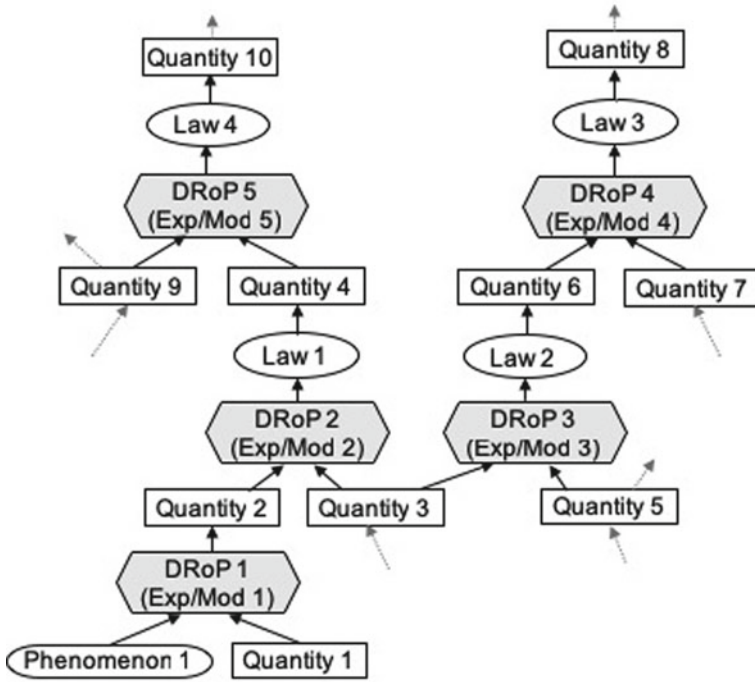 Quantity 10
Quantity 8
Law 4
Law 3
DRoP 5
(Exp/Mod 5)
DRoP 4
(Exp/Mod 4)
Quantity 9
Quantity 4
Quantity 6
Quantity 7
Law 1
Law 2
DRoP 2
(Exp/Mod 2)
DRoP 3
(Exp/Mod 3)
Quantity 2
Quantity 3
Quantity 5
DRoP 1
(Exp/Mod 1)
Phenomenon 1
Quantity 1